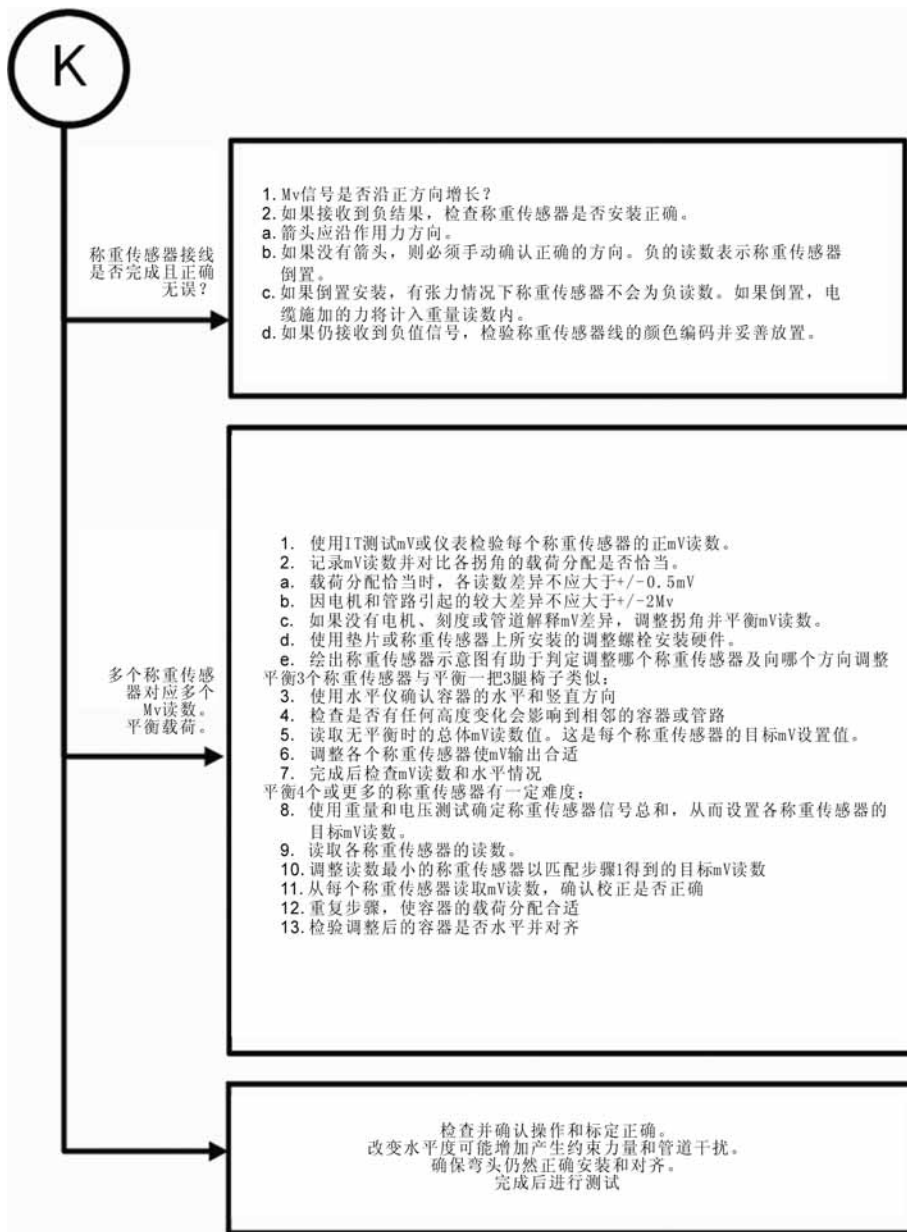 K
称重传感器接线
是否完成且正确
无误?
1. Mv信号是否沿正方向增长?
2. 如果接收到负结果，检查称重传感器是否安装正确。
a. 箭头应沿作用力方向。
b. 如果没有箭头，则必须手动确认正确的方向。负的读数表示称重传感器
倒置。
c. 如果倒置安装，有张力情况下称重传感器不会为负读数。如果倒置，电
缆施加的力将计入重量读数内。
d. 如果仍接收到负值信号，检验称重传感器线的颜色编码并妥善放置。
多个称重传感
器对应多个
Mv读数。
平衡载荷。
1. 使用IT测试mV或仪表检验每个称重传感器的正mV读数。
2. 记录mV读数并对比各拐角的载荷分配是否恰当。
a. 载荷分配恰当时，各读数差异不应大于+/-0.5mV
b. 因电机和管路引起的较大差异不应大于+/-2Mv
c. 如果没有电机、刻度或管道解释mV差异，调整拐角并平衡mV读数。
d. 使用垫片或称重传感器上所安装的调整螺栓安装硬件。
e. 绘出称重传感器示意图有助于判定调整哪个称重传感器及向哪个方向调整
平衡3个称重传感器与平衡一把3腿椅子类似：
3. 使用水平仪确认容器的水平和竖直方向
4. 检查是否有任何高度变化会影响到相邻的容器或管路
5. 读取无平衡时的总体mV读数值。这是每个称重传感器的目标mV设置值。
6. 调整各个称重传感器使mV输出合适
7. 完成后检查mV读数和水平情况
平衡4个或更多的称重传感器有一定难度：
8. 使用重量和电压测试确定称重传感器信号总和，从而设置各称重传感器的
目标mV读数。
9. 读取各称重传感器的读数。
10. 调整读数最小的称重传感器以匹配步骤1得到的目标mV读数
11. 从每个称重传感器读取mV读数，确认校正是否正确
12. 重复步骤，使容器的载荷分配合适
13. 检验调整后的容器是否水平并对齐
检查并确认操作和标定正确。
改变水平度可能增加产生约束力量和管道干扰。
确保弯头仍然正确安装和对齐。
完成后进行测试